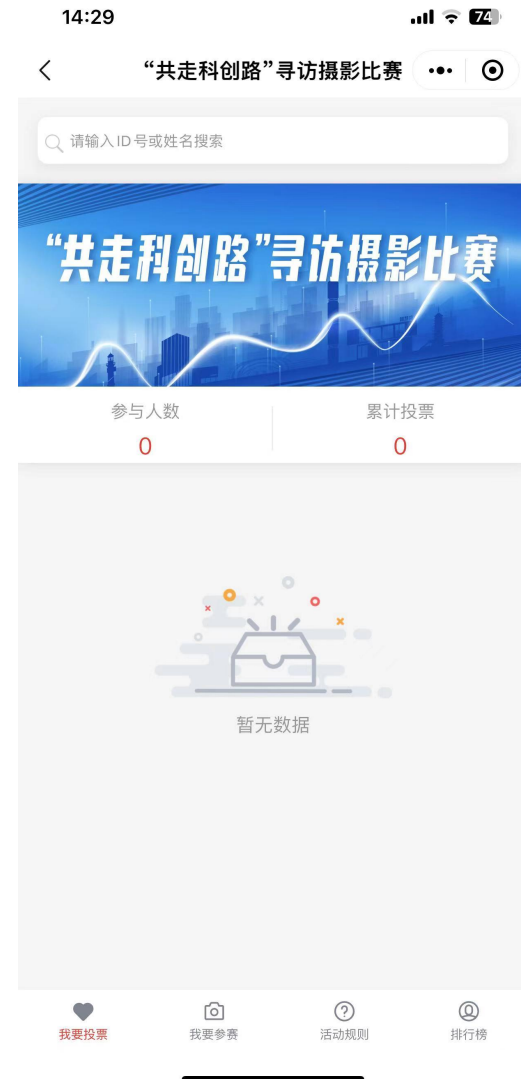 14:29
74
“共走科创路”寻访摄影比赛
请输入ID号或姓名搜索
“共走科创路”寻访摄影比赛
参与人数
累计投票
0
0
暂无数据
我要投票
我要参赛
活动规则
排行榜